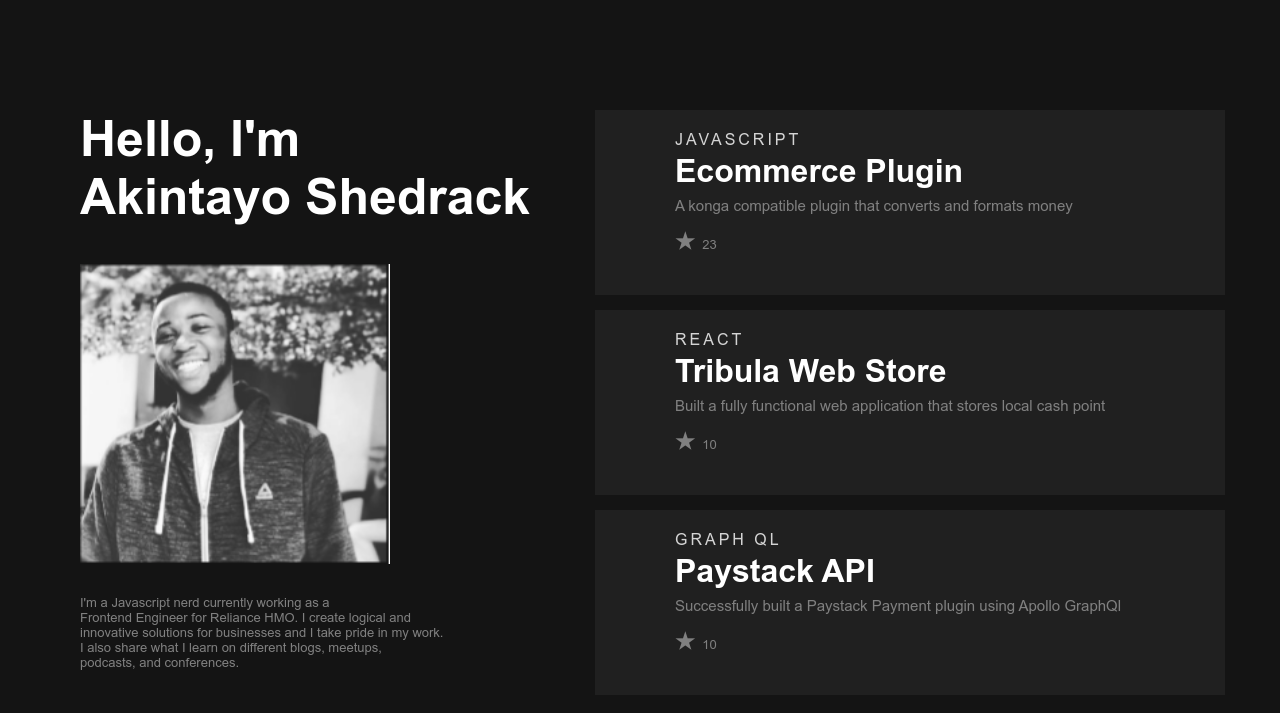 Hello, I'm
Akintayo Shedrack
I'm a Javascript nerd currently working as a
Frontend Engineer for Reliance HMO. I create logical and
innovative solutions for businesses and I take pride in my work.
I also share what I learn on different blogs, meetups,
podcasts, and conferences.
JAVASCRIPT
Ecommerce Plugin
A konga compatible plugin that converts and formats money
★ 23
REACT
Tribula Web Store
Built a fully functional web application that stores local cash point
★ 10
GRAPH QL
Paystack API
Successfully built a Paystack Payment plugin using Apollo GraphQl
★ 10